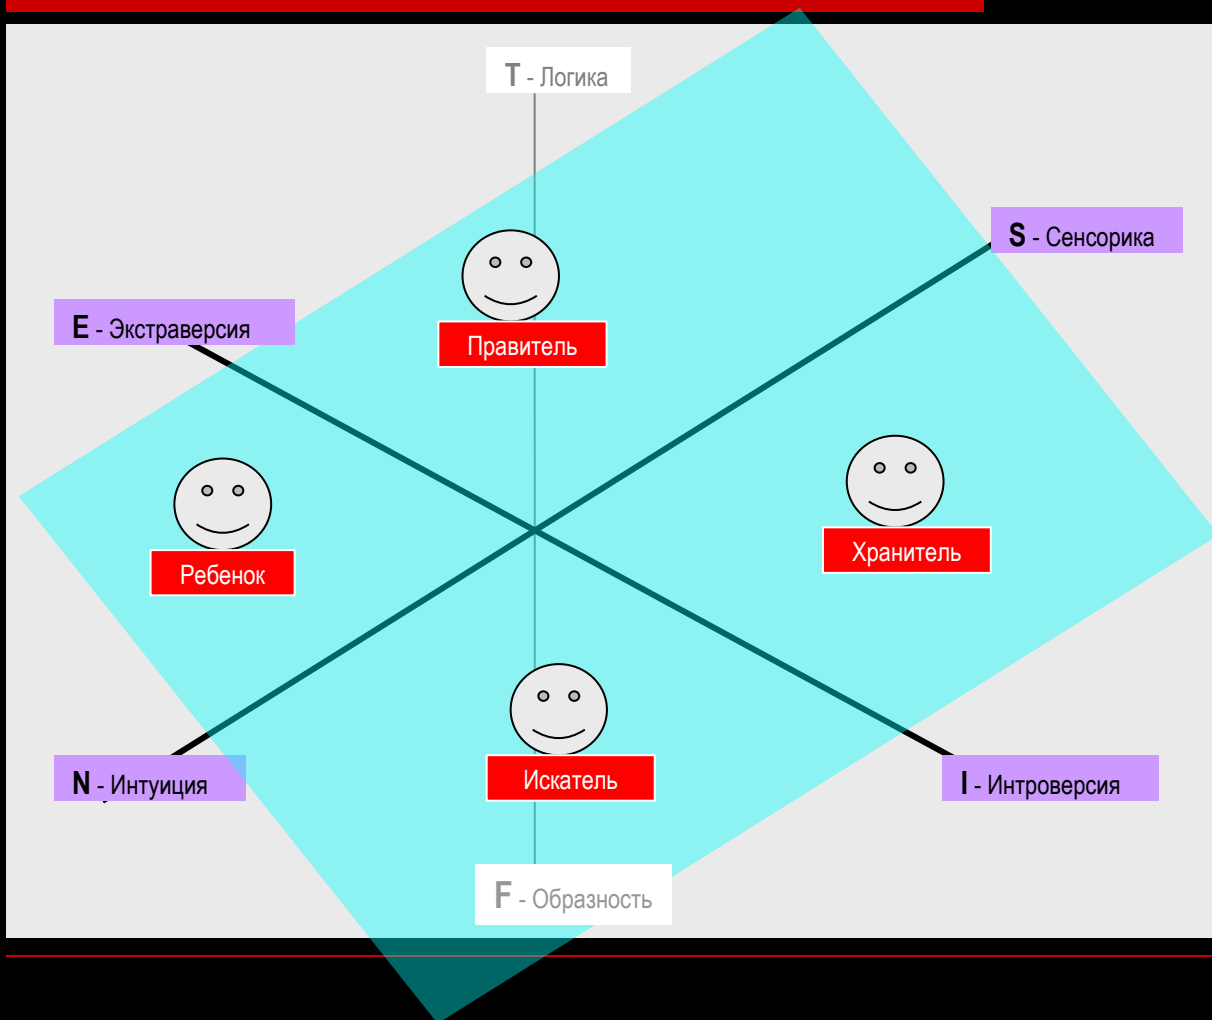 T - Логика
S - Сенсорика
E - Экстраверсия
Правитель
Хранитель
Ребенок
Искатель
N - Интуиция
I - Интроверсия
F - Образность